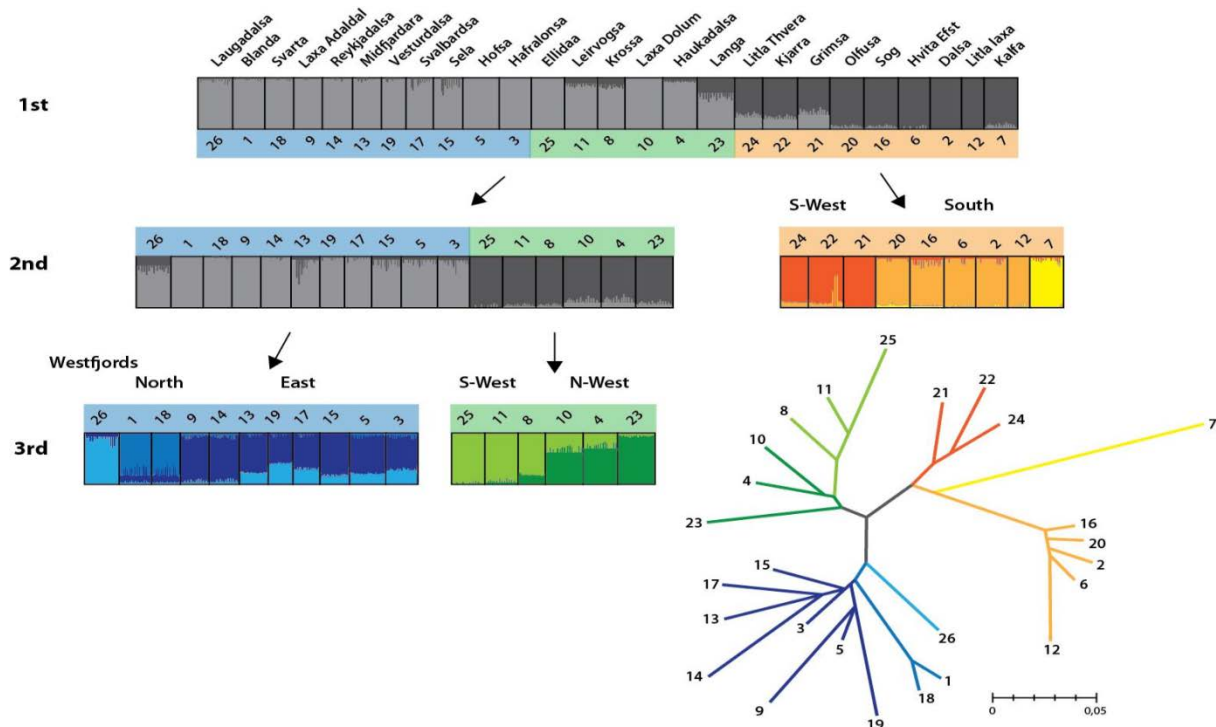 Laugadalsa Blanda Svarta Laxa Adaldal Reykjadalsa Midfjardara Vesturdalsa Svalbardsa Sela Hofsa Hafralonsa Ellidaa Leirvogsa Krossa Laxa Dolum Haukadalsa Langa Litla Thvera Kjarra Grimsa Olfusa Sog Hvita Efst Dalsa Litla laxa Kalfa
1st
26 1 18 9 14 13 19 17 15 5 3 25 11 8 10 4 23 24 22 21 20 16 6 2 12 7
S-West South
26 1 18 9 14 13 19 17 15 5 3 25 11 8 10 4 23 24 22 21 20 16 6 2 12 7
2nd
Westfjords
North East S-West N-West
26 1 18 9 14 13 19 17 15 5 3 25 11 8 10 4 23
3rd
25
22
11
21
8
24
7
10
4
16
23
20
15
2
17
6
13
3
26
5
12
14
1
18
9
19
0 0,05